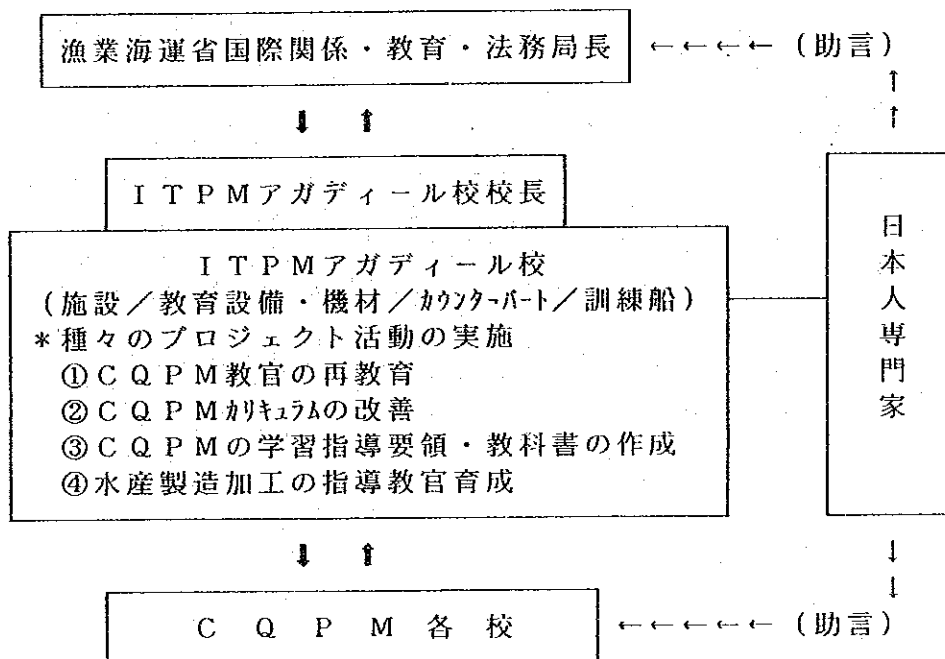 漁業海運省国際関係・教育・法務局長 ←←←← (助言)
↑
⬇ ⬆ ↑
ITPMアガディール校校長
ITPMアガディール校
(施設/教育設備・機材/カウンターパート/訓練船)
*種々のプロジェクト活動の実施
①CQPM教官の再教育
②CQPMカリキュラムの改善
③CQPMの学習指導要領・教科書の作成
④水産製造加工の指導教官育成
日本人専門家
⬇ ⬆ ↓
↓
CQPM各校 ←←←←← (助言)